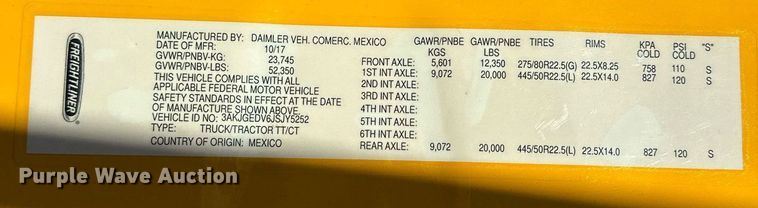 FREIGHTLINER
MANUFACTURED BY: DAIMLER VEH. COMERC. MEXICO
DATE OF MFR: 10/17
GVWR/PNBV-KG: 23,745
GVWR/PNBV-LBS: 52,350
THIS VEHICLE COMPLIES WITH ALL
APPLICABLE FEDERAL MOTOR VEHICLE
SAFETY STANDARDS IN EFFECT AT THE DATE
OF MANUFACTURE SHOWN ABOVE
VEHICLE ID NO: 3AKJGEDV6JSJY5252
TYPE: TRUCK/TRACTOR TT/CT
COUNTRY OF ORIGIN: MEXICO
GAWR/PNBE KGS GAWR/PNBE LBS TIRES RIMS KPA COLD PSI COLD "S"
FRONT AXLE: 5,601 12,350 275/80R22.5(G) 22.5X8.25 758 110 S
1ST INT AXLE: 9,072 20,000 445/50R22.5(L) 22.5X14.0 827 120 S
2ND INT AXLE:
3RD INT AXLE:
4TH INT AXLE:
5TH INT AXLE:
6TH INT AXLE:
REAR AXLE: 9,072 20,000 445/50R22.5(L) 22.5X14.0 827 120 S
Purple Wave Auction